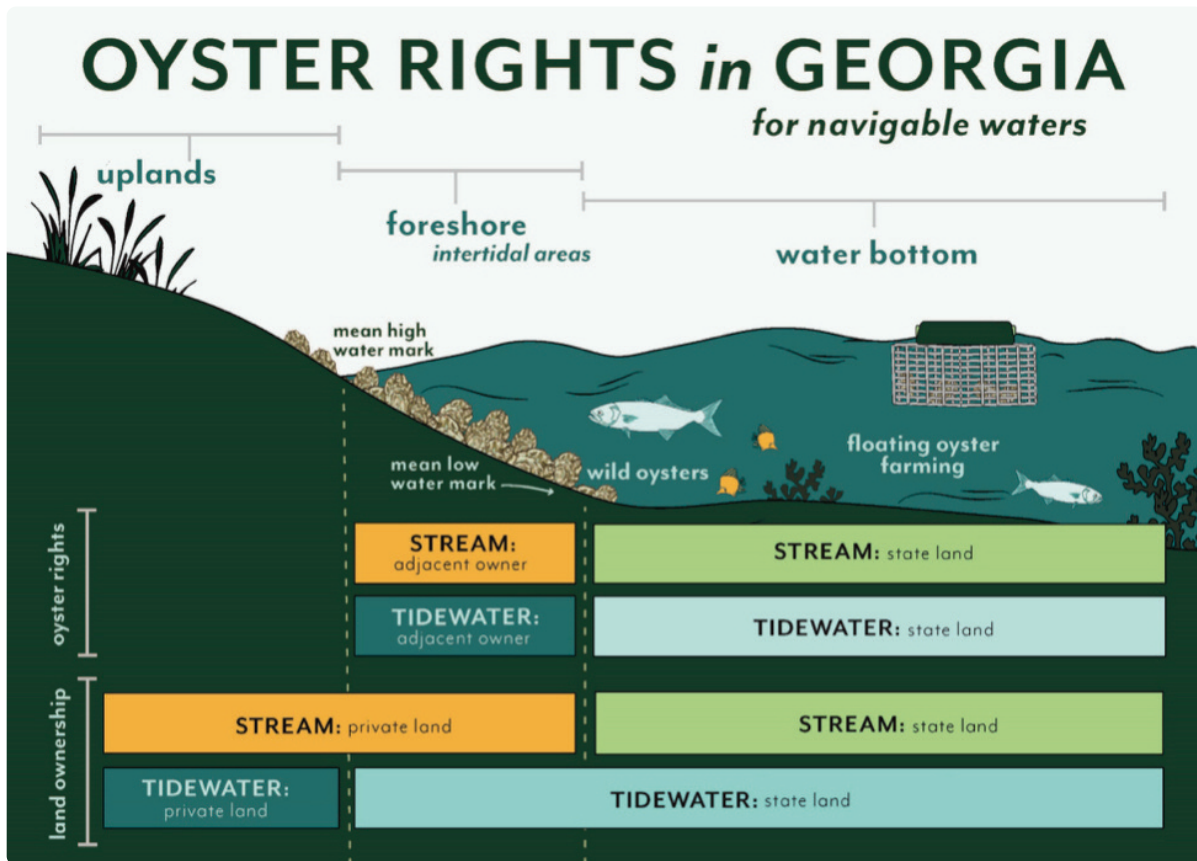 OYSTER RIGHTS in GEORGIA
for navigable waters
uplands
foreshore
intertidal areas
water bottom
mean high
water mark
mean low
water mark
wild oysters
floating oyster
farming
oyster rights
STREAM:
adjacent owner
STREAM: state land
TIDEWATER:
adjacent owner
TIDEWATER: state land
land ownership
STREAM: private land
STREAM: state land
TIDEWATER:
private land
TIDEWATER: state land